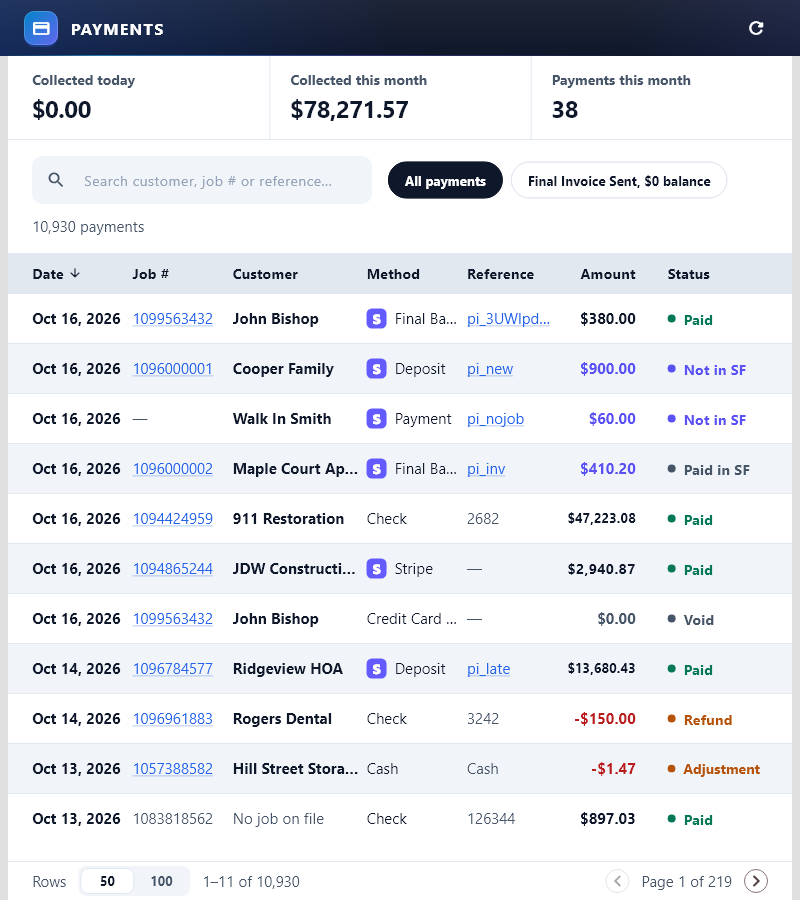 PAYMENTS
Collected today Collected this month Payments this month
$0.00 $78,271.57 38
Search customer, job # or reference... All payments Final Invoice Sent, $0 balance
10,930 payments
Date ↓ Job # Customer Method Reference Amount Status
Oct 16, 2026 1099563432 John Bishop S Final Ba... pi_3UWlpd... $380.00 Paid
Oct 16, 2026 1096000001 Cooper Family S Deposit pi_new $900.00 Not in SF
Oct 16, 2026 — Walk In Smith S Payment pi_nojob $60.00 Not in SF
Oct 16, 2026 1096000002 Maple Court Ap... S Final Ba... pi_inv $410.20 Paid in SF
Oct 16, 2026 1094424959 911 Restoration Check 2682 $47,223.08 Paid
Oct 16, 2026 1094865244 JDW Constructi... S Stripe — $2,940.87 Paid
Oct 16, 2026 1099563432 John Bishop Credit Card ... — $0.00 Void
Oct 14, 2026 1096784577 Ridgeview HOA S Deposit pi_late $13,680.43 Paid
Oct 14, 2026 1096961883 Rogers Dental Check 3242 -$150.00 Refund
Oct 13, 2026 1057388582 Hill Street Stora... Cash Cash -$1.47 Adjustment
Oct 13, 2026 1083818562 No job on file Check 126344 $897.03 Paid
Rows 50 100 1–11 of 10,930 Page 1 of 219